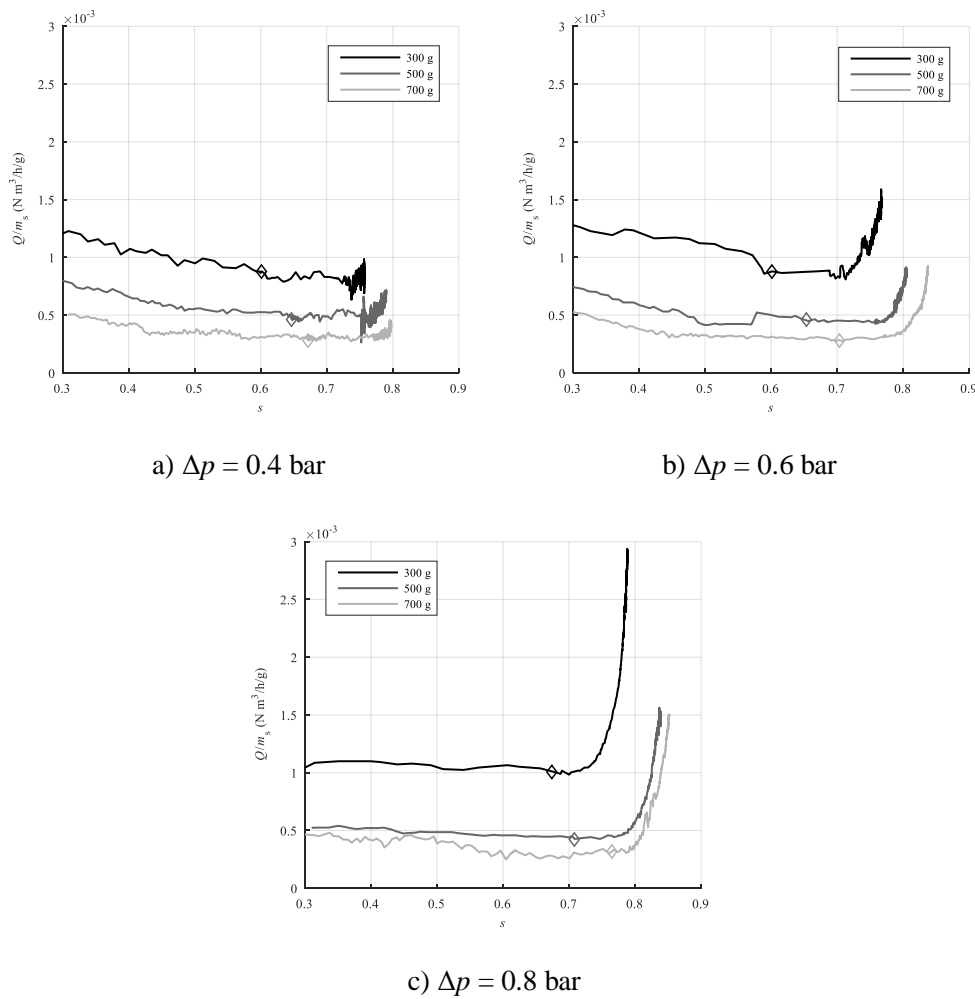 ×10⁻³
3
2.5
2
1.5
1
0.5
0
Q/mₛ (N m³/h/g)
300 g
500 g
700 g
0.3 0.4 0.5 0.6 0.7 0.8 0.9
s
a) Δp = 0.4 bar
×10⁻³
3
2.5
2
1.5
1
0.5
0
Q/mₛ (N m³/h/g)
300 g
500 g
700 g
0.3 0.4 0.5 0.6 0.7 0.8 0.9
s
b) Δp = 0.6 bar
×10⁻³
3
2.5
2
1.5
1
0.5
0
Q/mₛ (N m³/h/g)
300 g
500 g
700 g
0.3 0.4 0.5 0.6 0.7 0.8 0.9
s
c) Δp = 0.8 bar